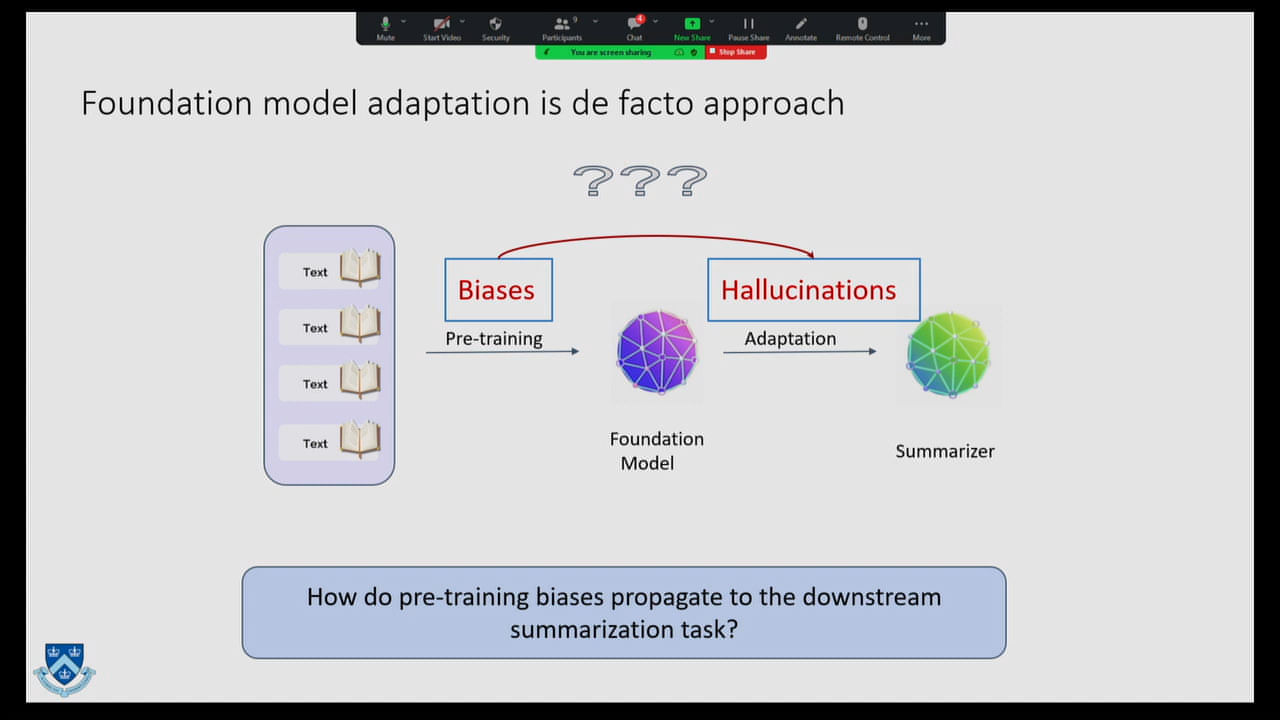 9
4
Mute
Start Video
Security
Participants
Chat
New Share
Pause Share
Annotate
Remote Control
More
You are screen sharing
Stop Share
Foundation model adaptation is de facto approach
???
Text
Text
Text
Text
Biases
Pre-training
Hallucinations
Adaptation
Foundation
Model
Summarizer
How do pre-training biases propagate to the downstream
summarization task?